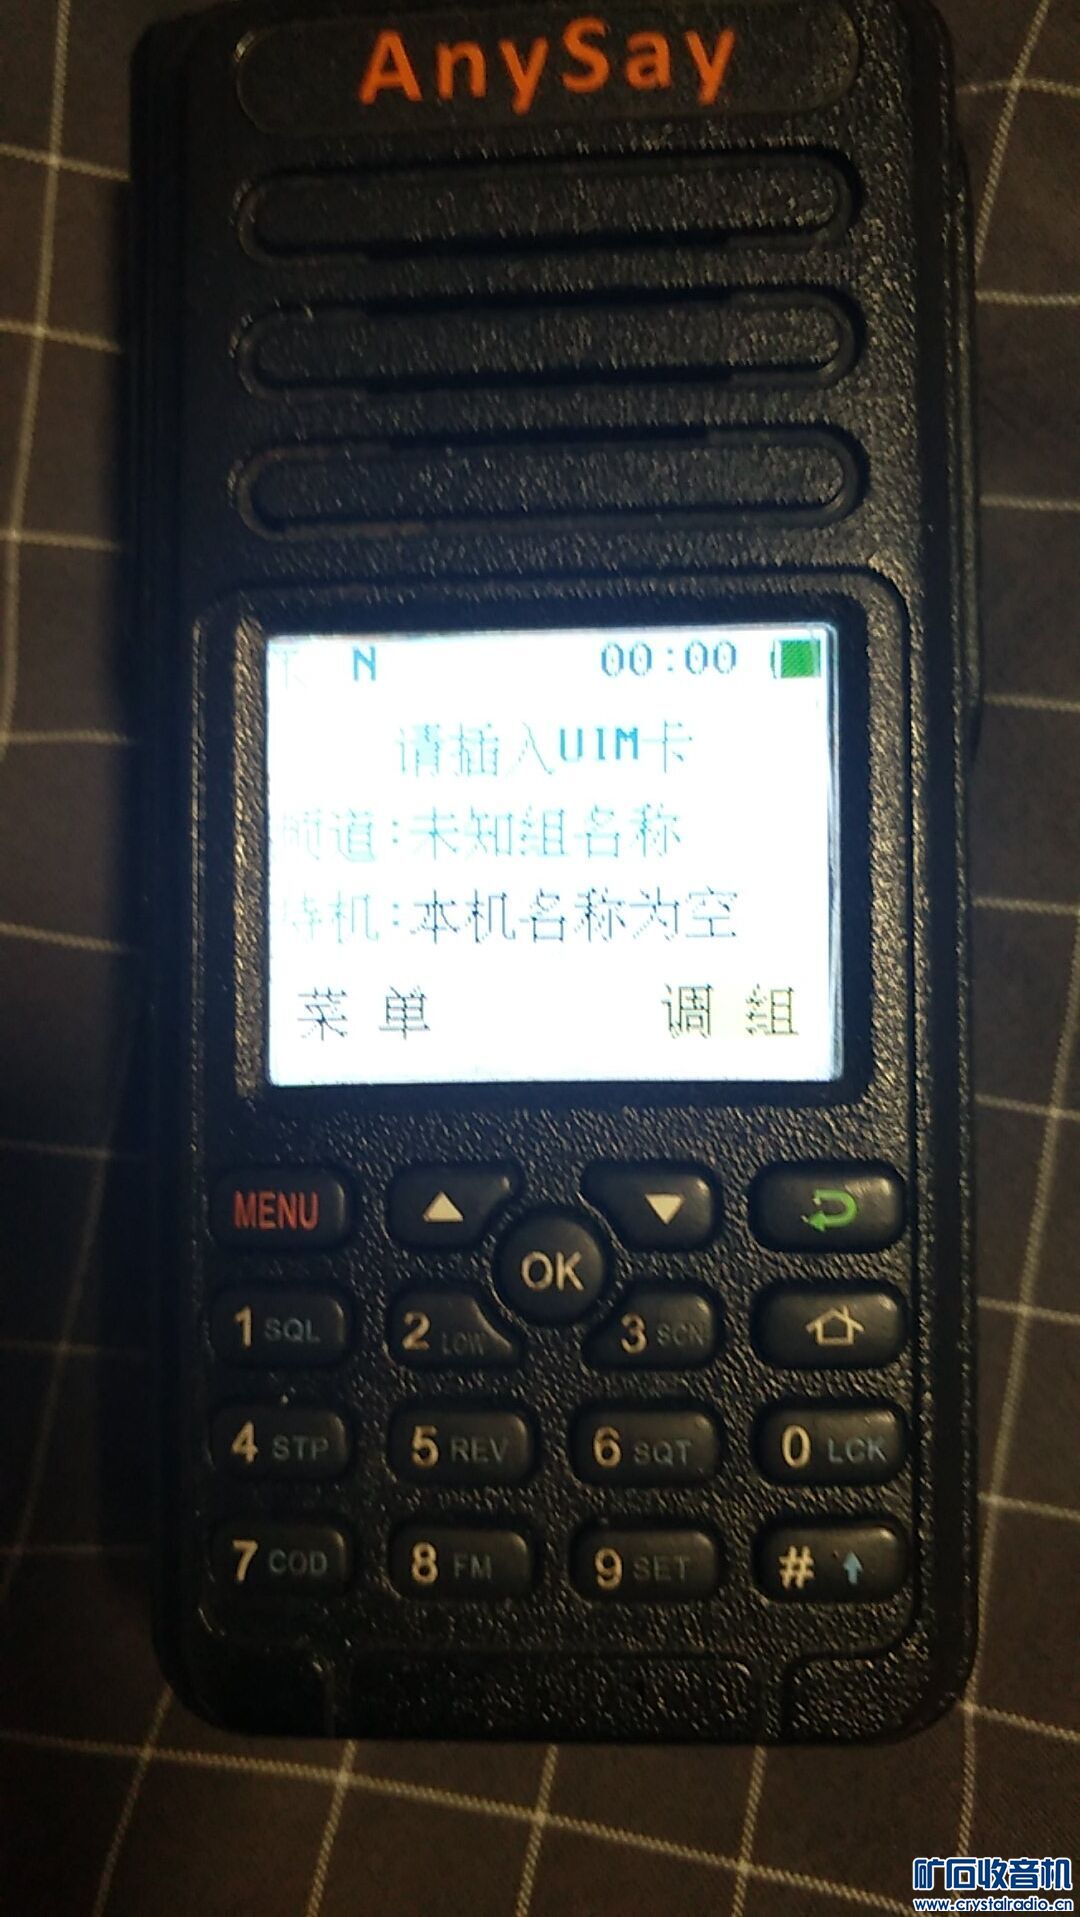 AnySay
N 00:00
请插入UIM卡
频道:未知组名称
待机:本机名称为空
菜 单 调 组
MENU
OK
1 SQL 2 LOW 3 SCN
4 STP 5 REV 6 SQT 0 LCK
7 COD 8 FM 9 SET #
矿石收音机
www.crystalradio.cn